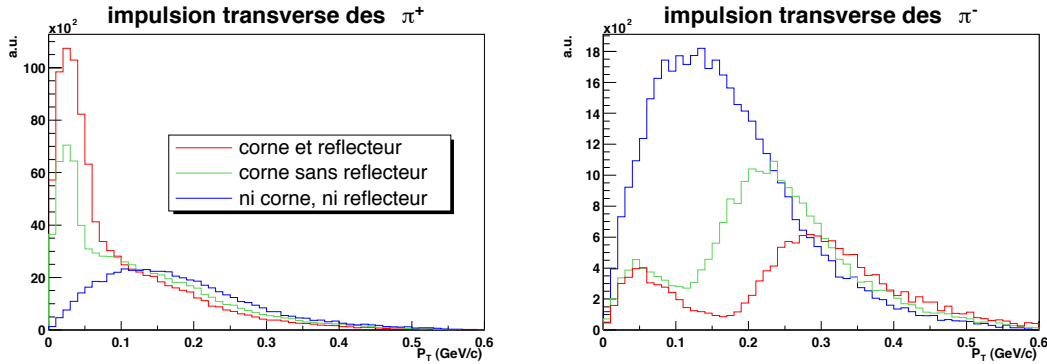 impulsion transverse des π+
×10²
a.u.
100
80
60
40
20
0
0 0.1 0.2 0.3 0.4 0.5 0.6
P_T (GeV/c)
corne et reflecteur
corne sans reflecteur
ni corne, ni reflecteur
impulsion transverse des π-
×10²
a.u.
18
16
14
12
10
8
6
4
2
0
0 0.1 0.2 0.3 0.4 0.5 0.6
P_T (GeV/c)